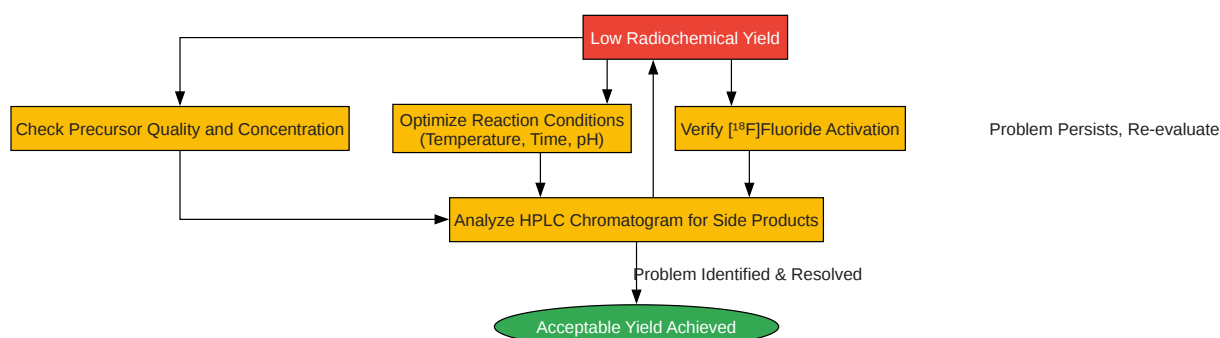 Low Radiochemical Yield
Check Precursor Quality and Concentration
Optimize Reaction Conditions
(Temperature, Time, pH)
Verify [¹⁸F]Fluoride Activation
Problem Persists, Re-evaluate
Analyze HPLC Chromatogram for Side Products
Problem Identified & Resolved
Acceptable Yield Achieved